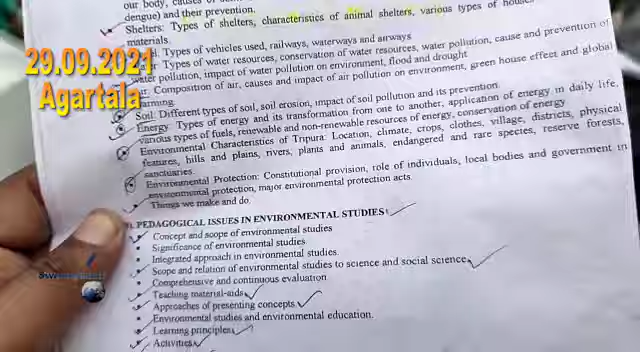 our body, causes of
dengue) and their prevention.
Shelters: Types of shelters, characteristics of animal shelters, various types of house
materials.
Types of vehicles used, railways, waterways and airways
Types of water resources, conservation of water resources, water pollution, cause and prevention of
water pollution, impact of water pollution on environment, flood and drought
Composition of air, causes and impact of air pollution on environment, green house effect and global
warming.
Soil: Different types of soil, soil erosion, impact of soil pollution and its prevention.
Energy: Types of energy and its transformation from one to another, application of energy in daily life,
various types of fuels, renewable and non-renewable resources of energy, conservation of energy
Environmental Characteristics of Tripura: Location, climate, crops, clothes, village, districts, physical
features, hills and plains, rivers, plants and animals, endangered and rare species, reserve forests,
sanctuaries.
Environmental Protection: Constitutional provision, role of individuals, local bodies and government in
environmental protection, major environmental protection acts.
Things we make and do.
29.09.2021
Agartala
PEDAGOGICAL ISSUES IN ENVIRONMENTAL STUDIES
Concept and scope of environmental studies
• Significance of environmental studies
• Integrated approach in environmental studies.
Scope and relation of environmental studies to science and social science
• Comprehensive and continuous evaluation
Teaching material-aids
Approaches of presenting concepts.
Environmental studies and environmental education.
Learning principles
Activities